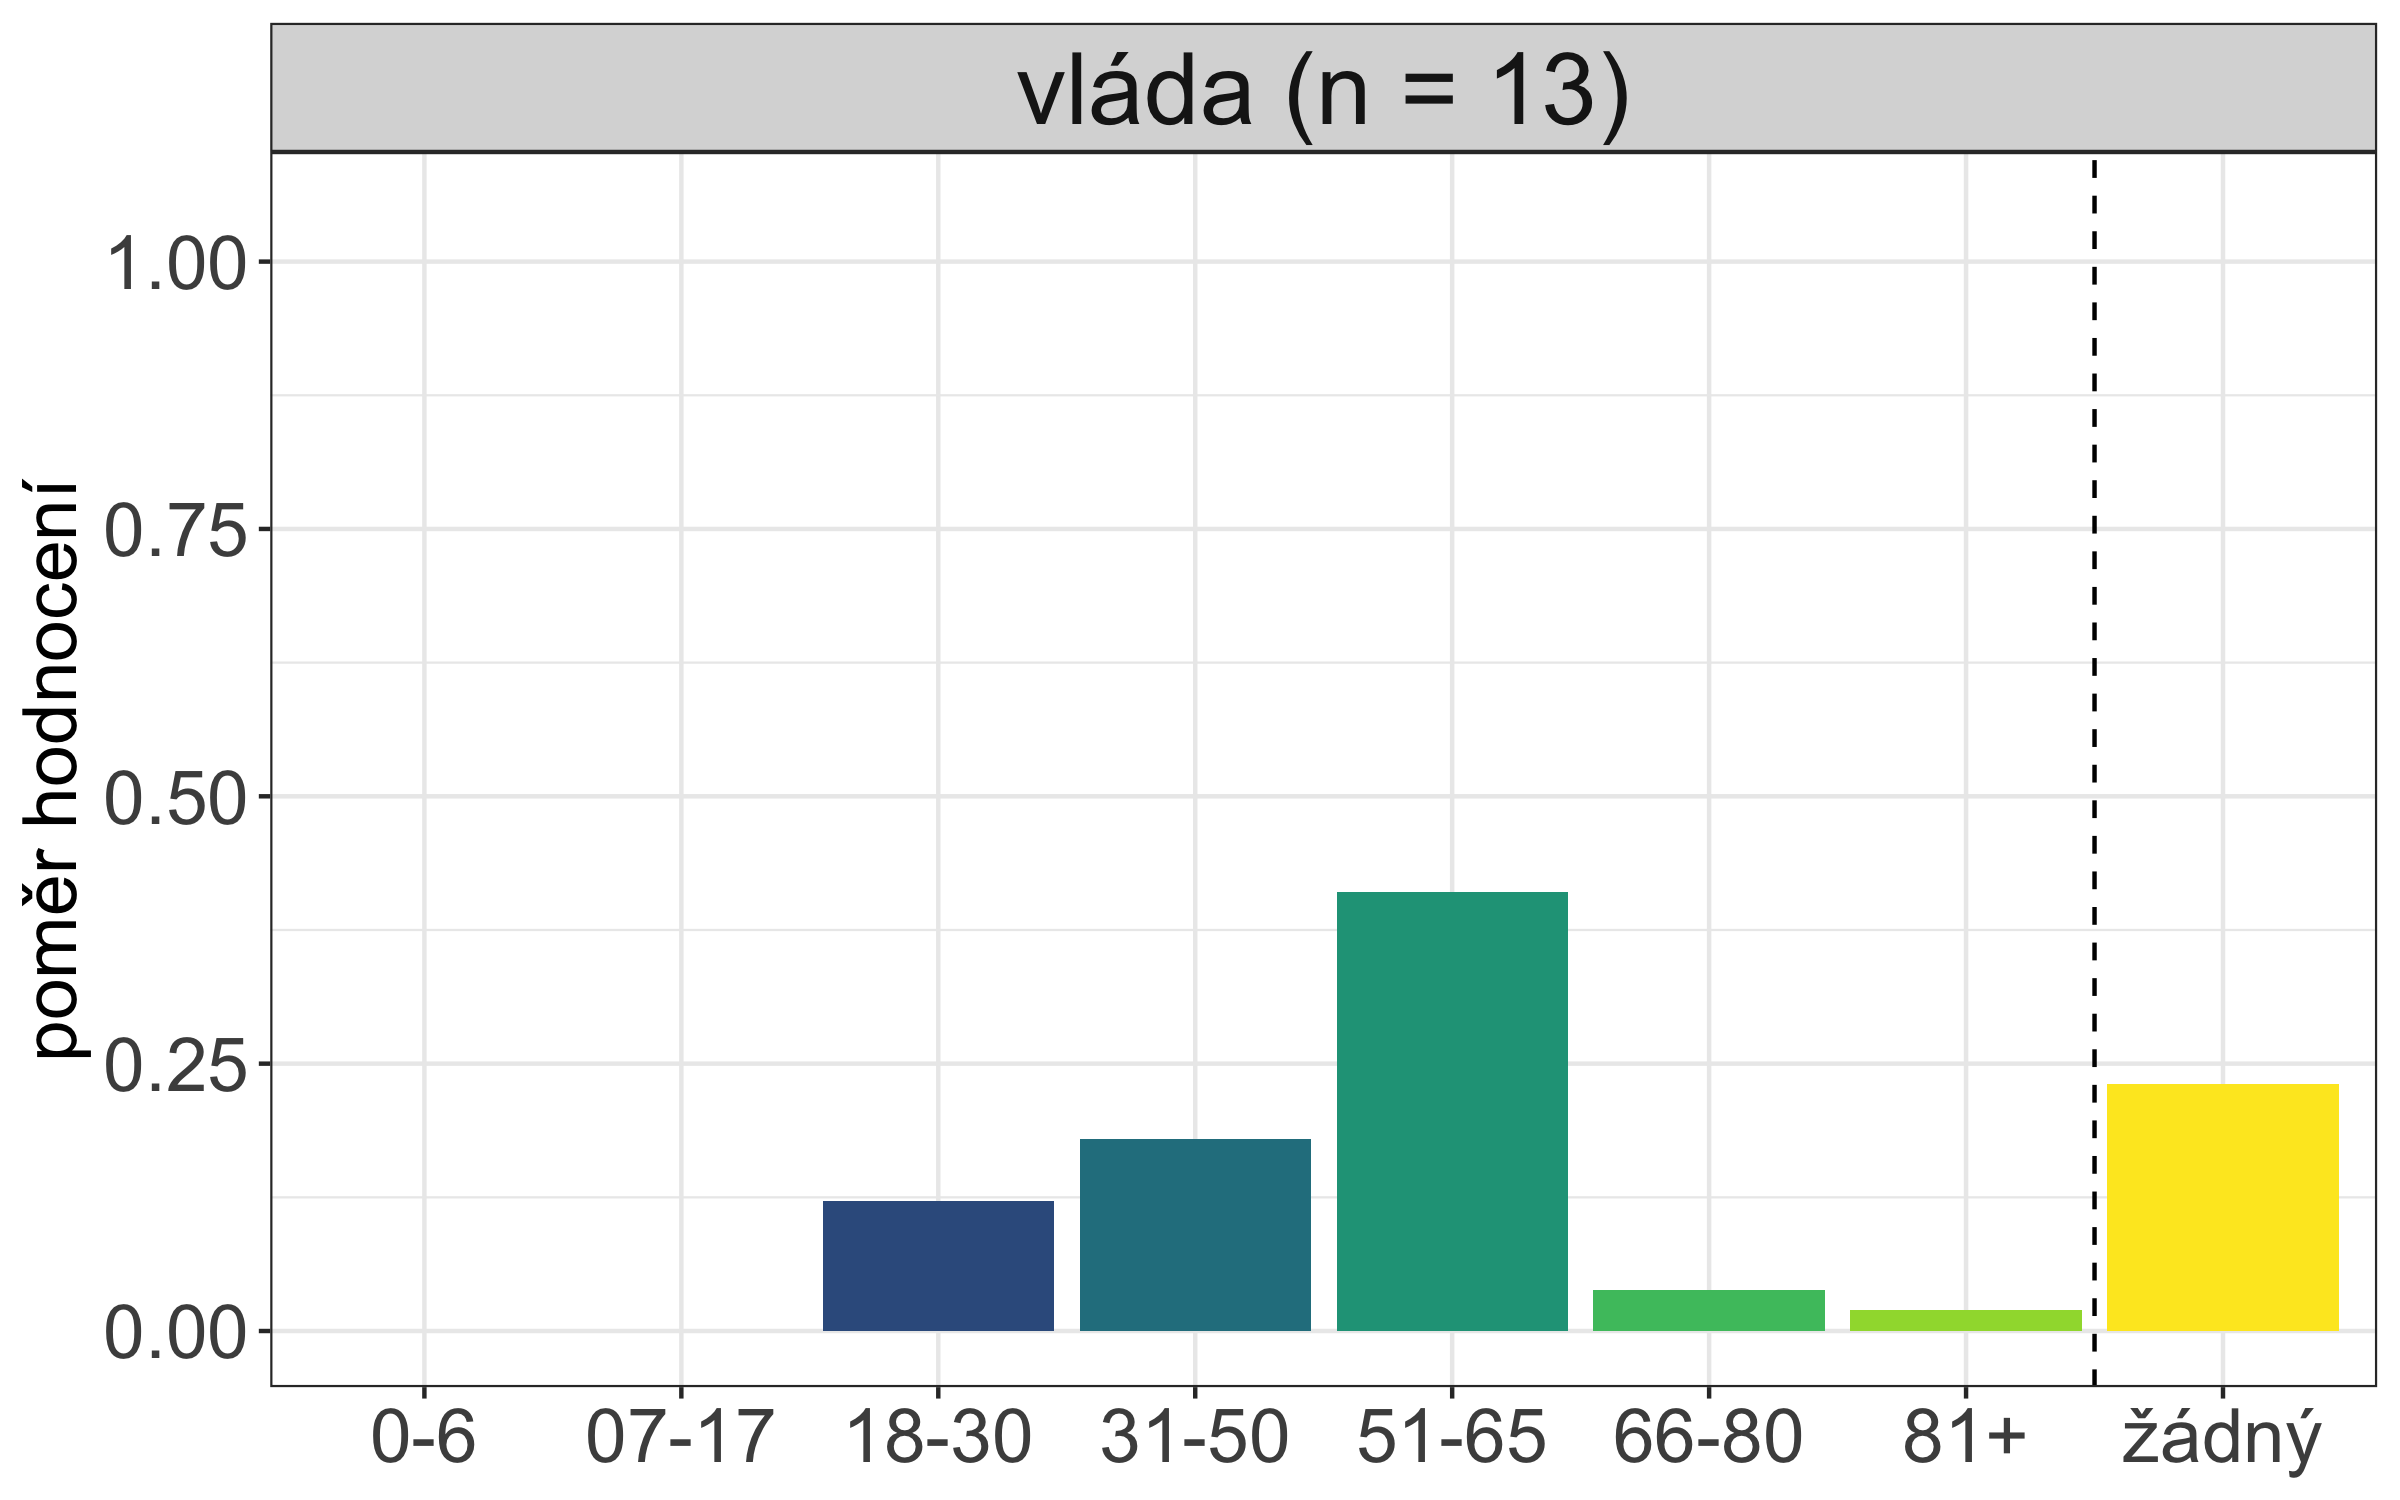 vláda (n = 13)
poměr hodnocení
1.00
0.75
0.50
0.25
0.00
0-6 07-17 18-30 31-50 51-65 66-80 81+ žádný